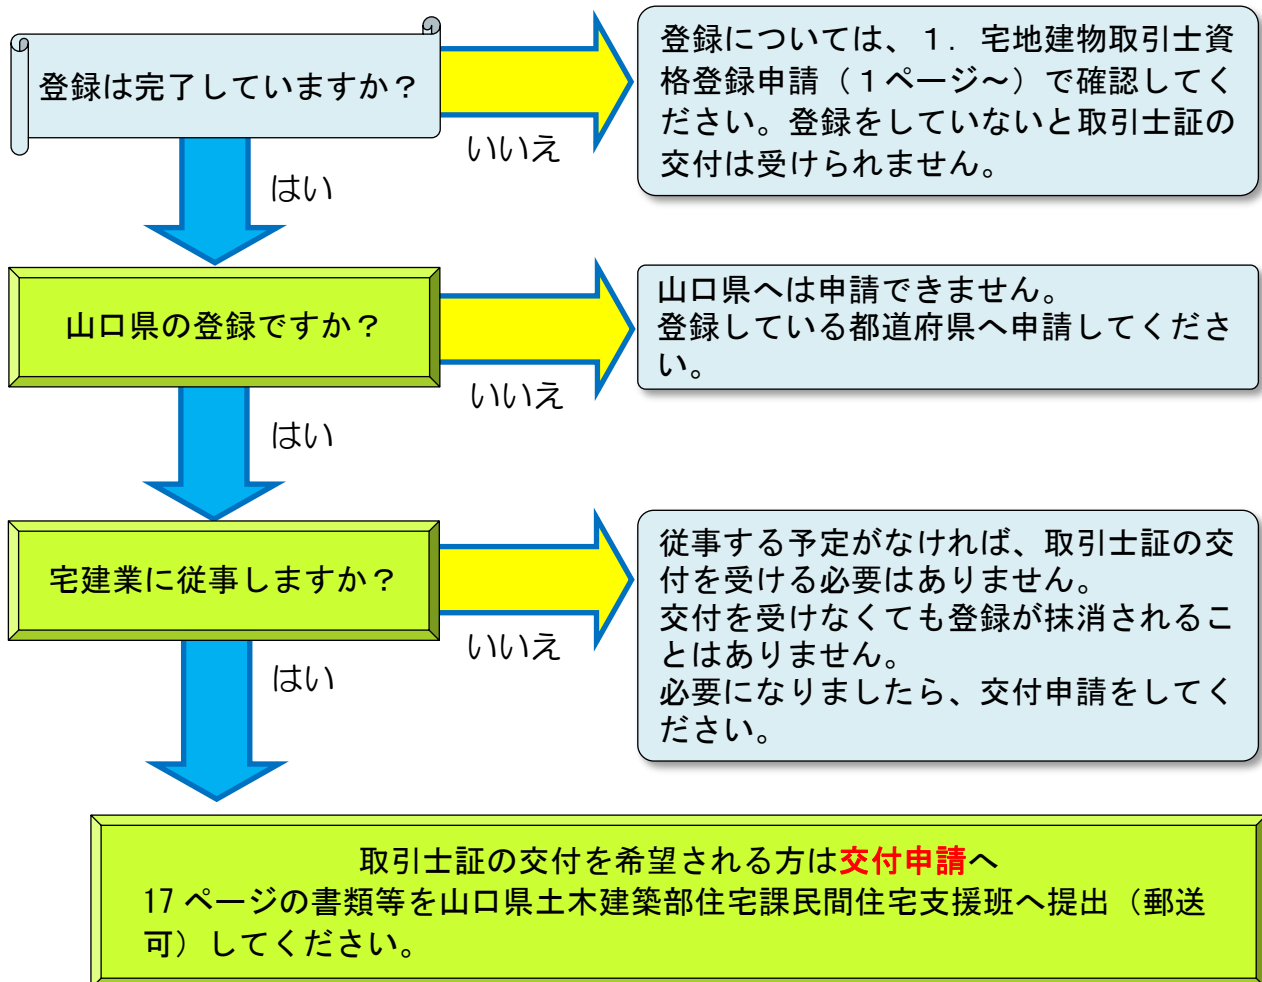 登録は完了していますか？
いいえ
登録については、１．宅地建物取引士資
格登録申請（１ページ～）で確認してく
ださい。登録をしていないと取引士証の
交付は受けられません。
はい
山口県の登録ですか？
いいえ
山口県へは申請できません。
登録している都道府県へ申請してくださ
い。
はい
宅建業に従事しますか？
いいえ
従事する予定がなければ、取引士証の交
付を受ける必要はありません。
交付を受けなくても登録が抹消されるこ
とはありません。
必要になりましたら、交付申請をしてく
ださい。
はい
取引士証の交付を希望される方は交付申請へ
17 ページの書類等を山口県土木建築部住宅課民間住宅支援班へ提出（郵送
可）してください。